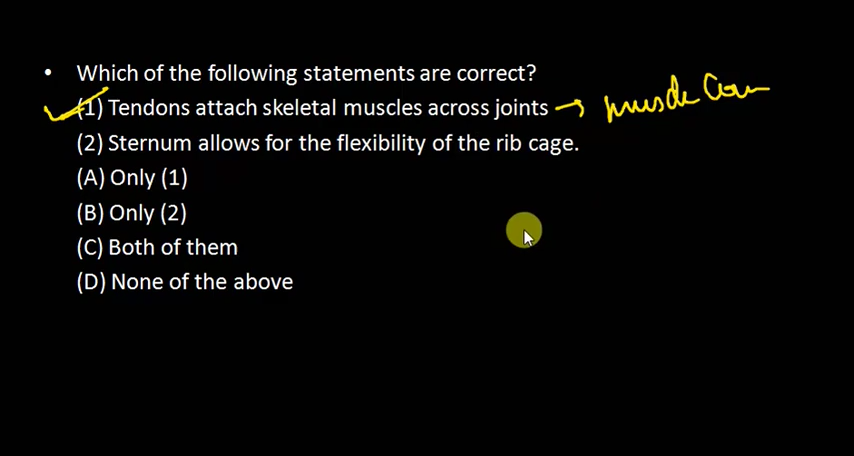 • Which of the following statements are correct?
(1) Tendons attach skeletal muscles across joints → muscle
(2) Sternum allows for the flexibility of the rib cage.
(A) Only (1)
(B) Only (2)
(C) Both of them
(D) None of the above